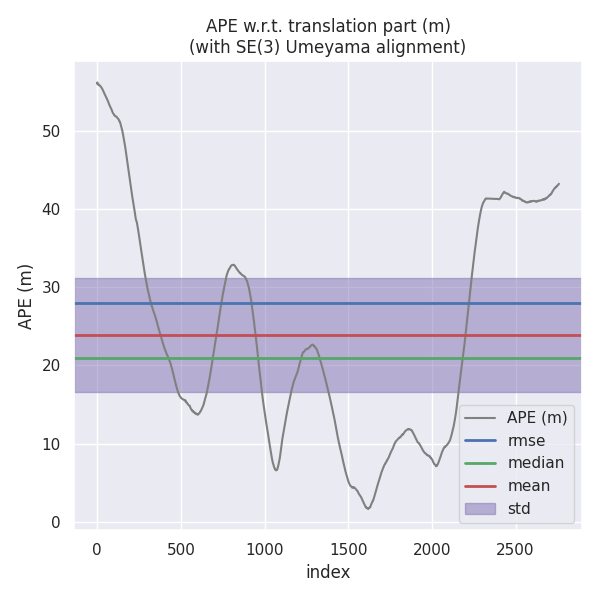 APE w.r.t. translation part (m)
(with SE(3) Umeyama alignment)
APE (m)
50
40
30
20
10
0
0 500 1000 1500 2000 2500
index
APE (m)
rmse
median
mean
std